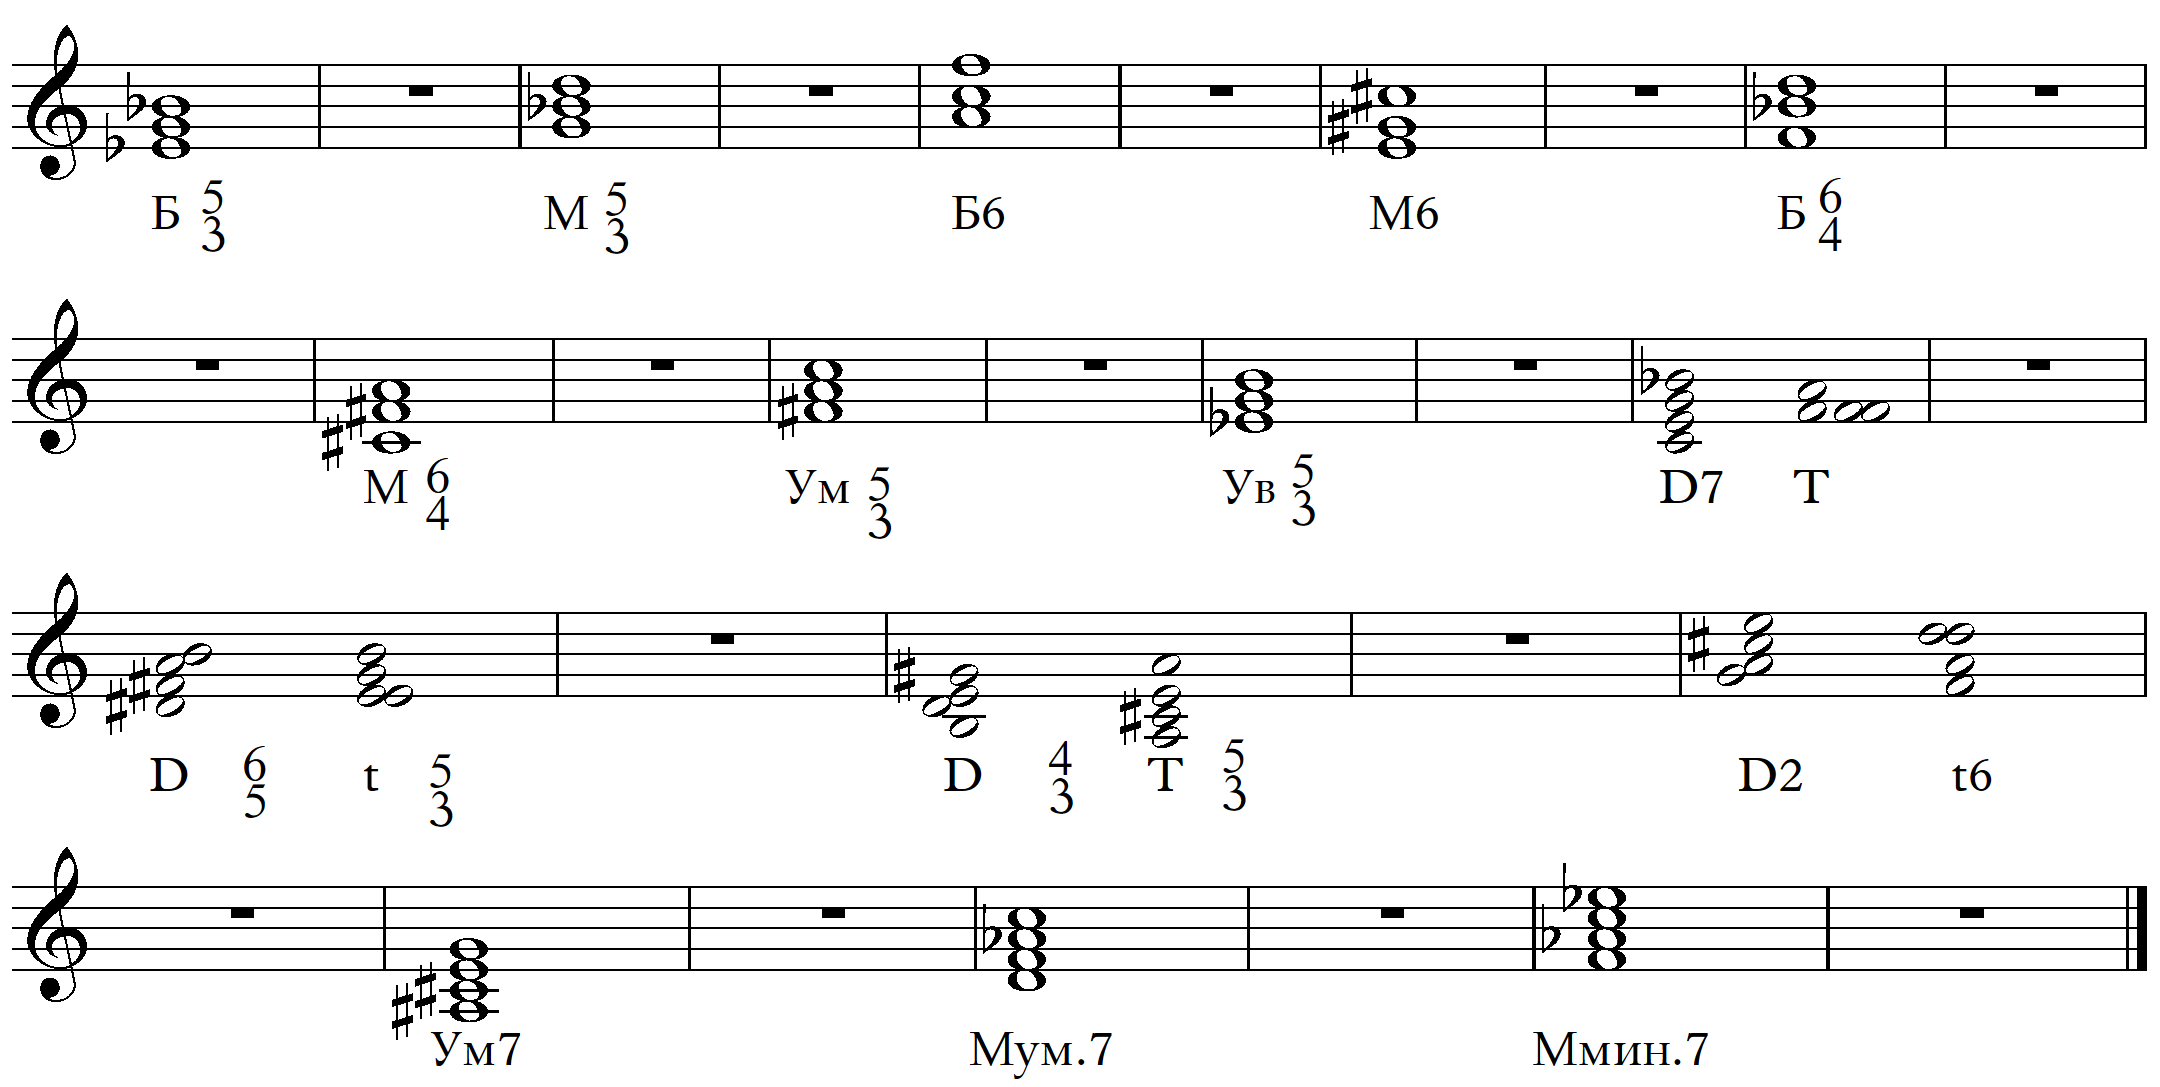 Б 5 3 М 5 3 Б6 М6 Б 6 4
М 6 4 Ум 5 3 Ув 5 3 D7 T
D 6 5 t 5 3 D 4 3 T 5 3 D2 t6
Ум7 Мум.7 Ммин.7